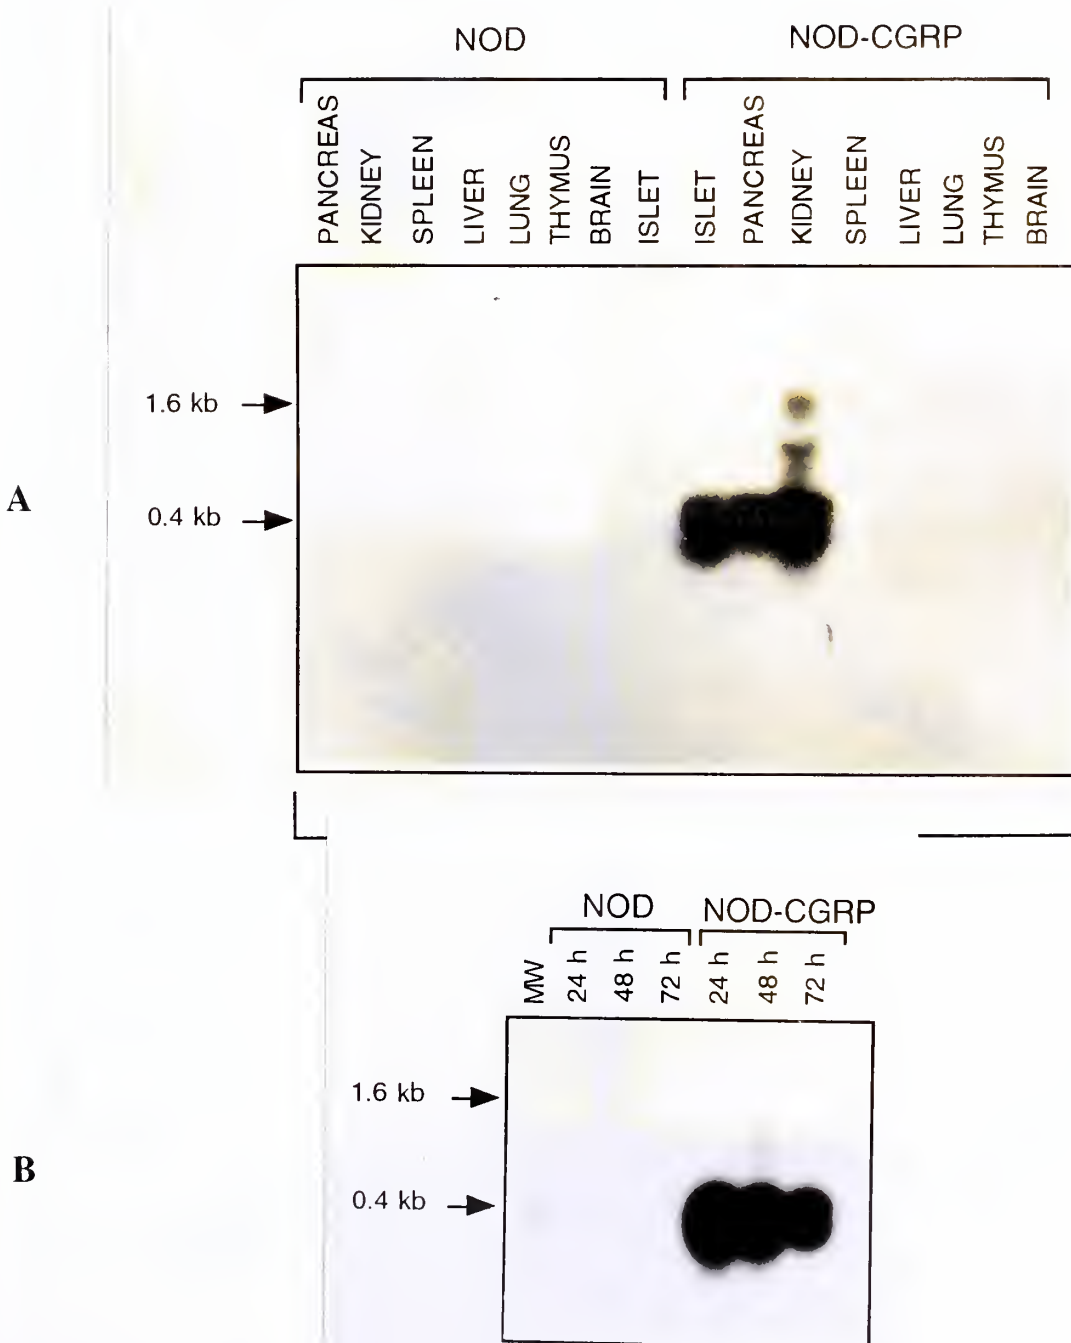 NOD NOD-CGRP
PANCREAS KIDNEY SPLEEN LIVER LUNG THYMUS BRAIN ISLET ISLET PANCREAS KIDNEY SPLEEN LIVER LUNG THYMUS BRAIN
1.6 kb
A
0.4 kb
NOD NOD-CGRP
MW 24 h 48 h 72 h 24 h 48 h 72 h
1.6 kb
B
0.4 kb